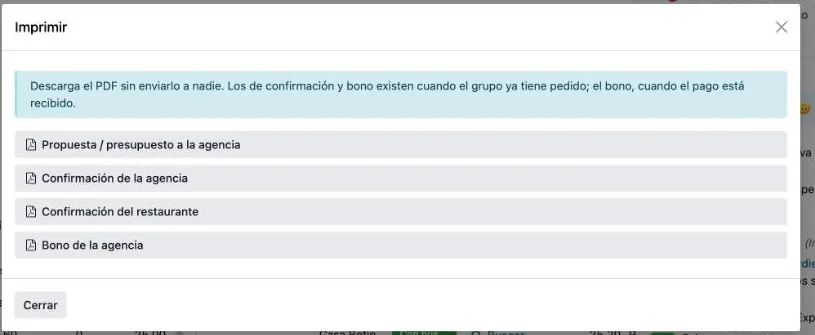 Imprimir
Descarga el PDF sin enviarlo a nadie. Los de confirmación y bono existen cuando el grupo ya tiene pedido; el bono, cuando el pago está
recibido.
Propuesta / presupuesto a la agencia
Confirmación de la agencia
Confirmación del restaurante
Bono de la agencia
Cerrar